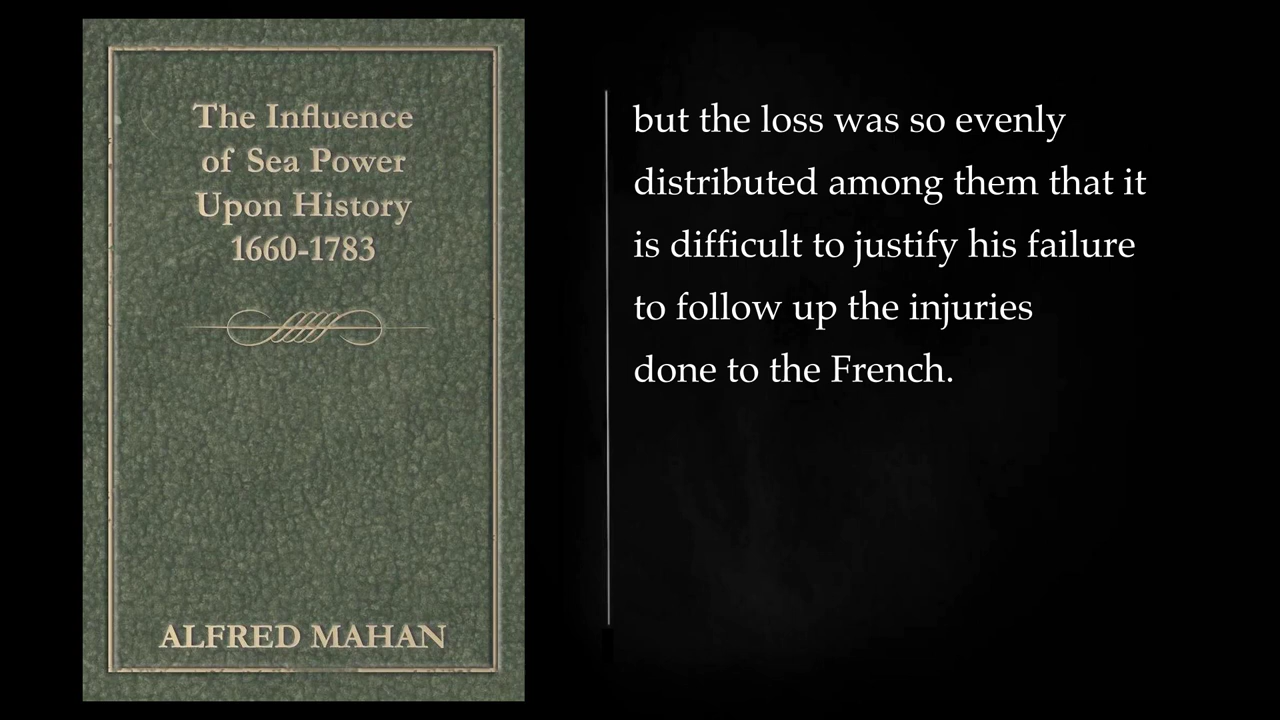 The Influence
of Sea Power
Upon History
1660-1783
ALFRED MAHAN
but the loss was so evenly
distributed among them that it
is difficult to justify his failure
to follow up the injuries
done to the French.